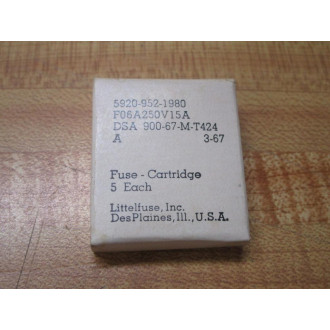 5920-952-1980
F06A250V15A
DSA 900-67-M-T424
A 3-67
Fuse - Cartridge
5 Each
Littelfuse, Inc.
DesPlaines, Ill., U.S.A.